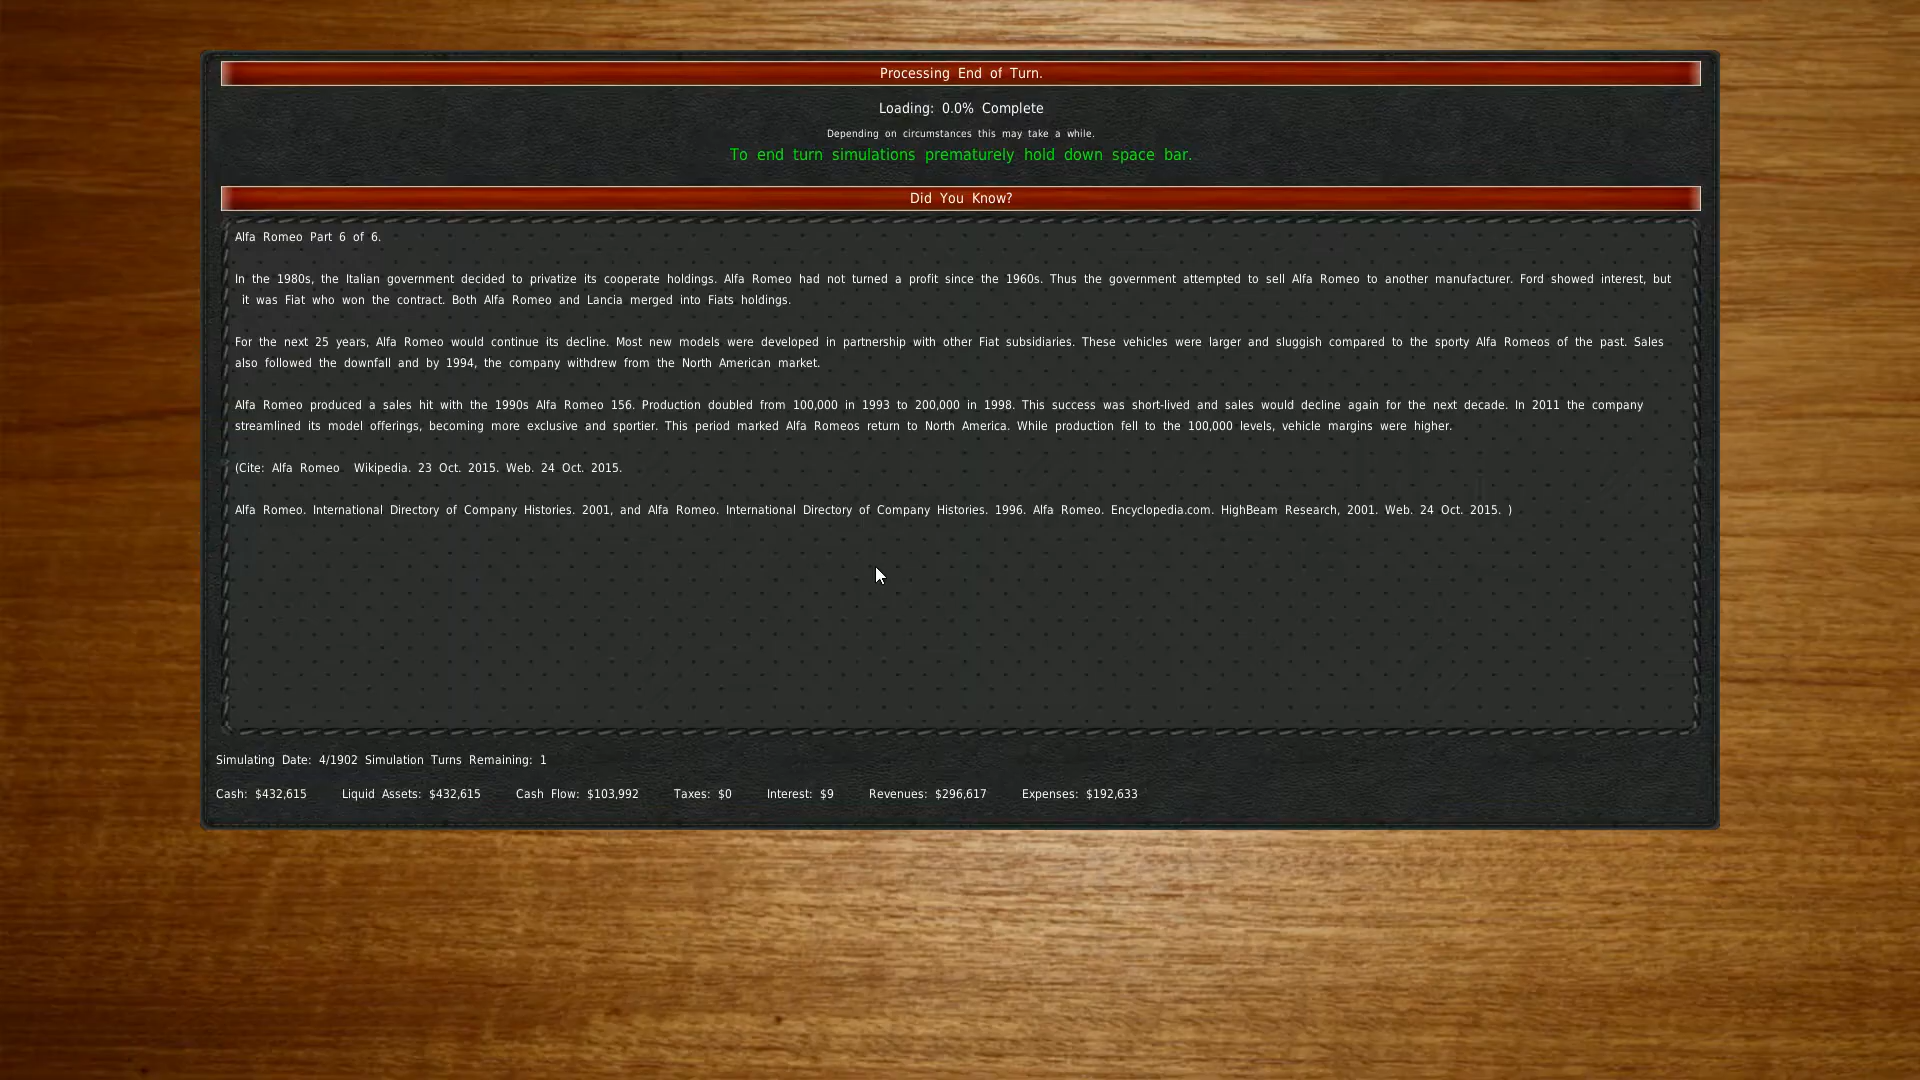 Processing End of Turn.
Loading: 0.0% Complete
Depending on circumstances this may take a while.
To end turn simulations prematurely hold down space bar.
Did You Know?
Alfa Romeo Part 6 of 6.
In the 1980s, the Italian government decided to privatize its cooperate holdings. Alfa Romeo had not turned a profit since the 1960s. Thus the government attempted to sell Alfa Romeo to another manufacturer. Ford showed interest, but
it was Fiat who won the contract. Both Alfa Romeo and Lancia merged into Fiats holdings.
For the next 25 years, Alfa Romeo would continue its decline. Most new models were developed in partnership with other Fiat subsidiaries. These vehicles were larger and sluggish compared to the sporty Alfa Romeos of the past. Sales
also followed the downfall and by 1994, the company withdrew from the North American market.
Alfa Romeo produced a sales hit with the 1990s Alfa Romeo 156. Production doubled from 100,000 in 1993 to 200,000 in 1998. This success was short-lived and sales would decline again for the next decade. In 2011 the company
streamlined its model offerings, becoming more exclusive and sportier. This period marked Alfa Romeos return to North America. While production fell to the 100,000 levels, vehicle margins were higher.
(Cite: Alfa Romeo  Wikipedia. 23 Oct. 2015. Web. 24 Oct. 2015.
Alfa Romeo. International Directory of Company Histories. 2001, and Alfa Romeo. International Directory of Company Histories. 1996. Alfa Romeo. Encyclopedia.com. HighBeam Research, 2001. Web. 24 Oct. 2015. )
Simulating Date: 4/1902 Simulation Turns Remaining: 1
Cash: $432,615 Liquid Assets: $432,615 Cash Flow: $103,992 Taxes: $0 Interest: $9 Revenues: $296,617 Expenses: $192,633